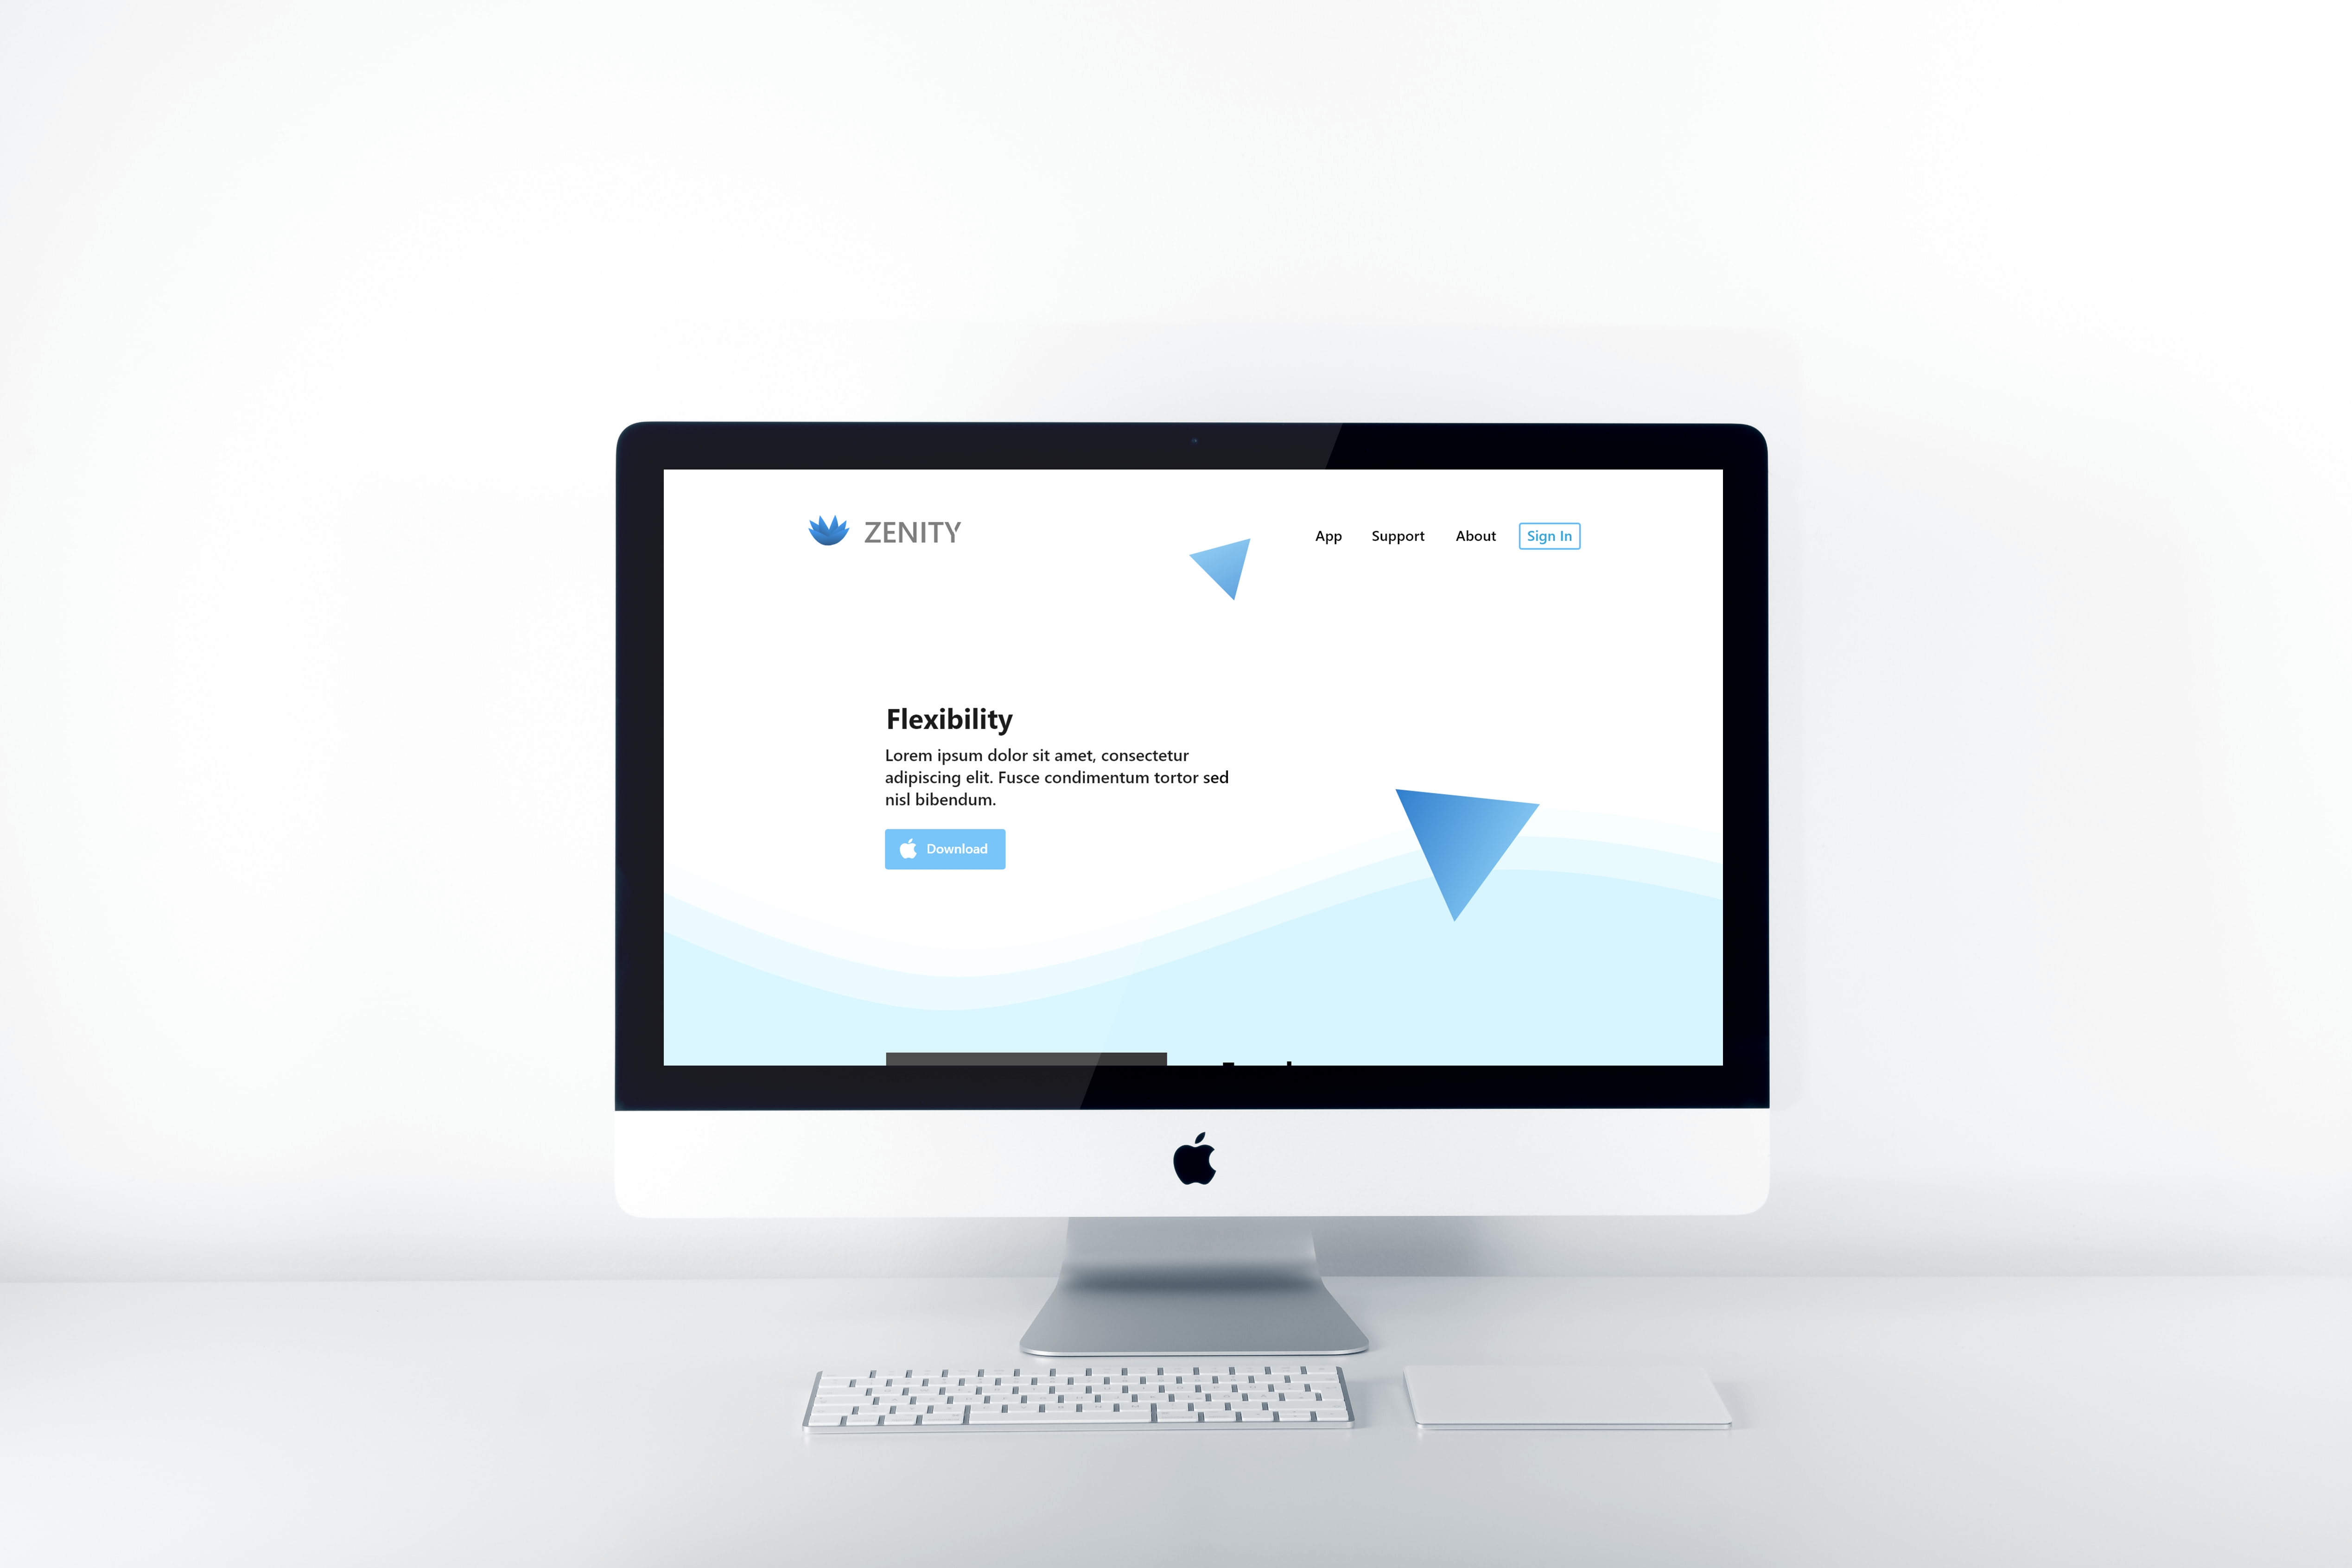 ZENITY
App Support About Sign In
Flexibility
Lorem ipsum dolor sit amet, consectetur
adipiscing elit. Fusce condimentum tortor sed
nisl bibendum.
Download